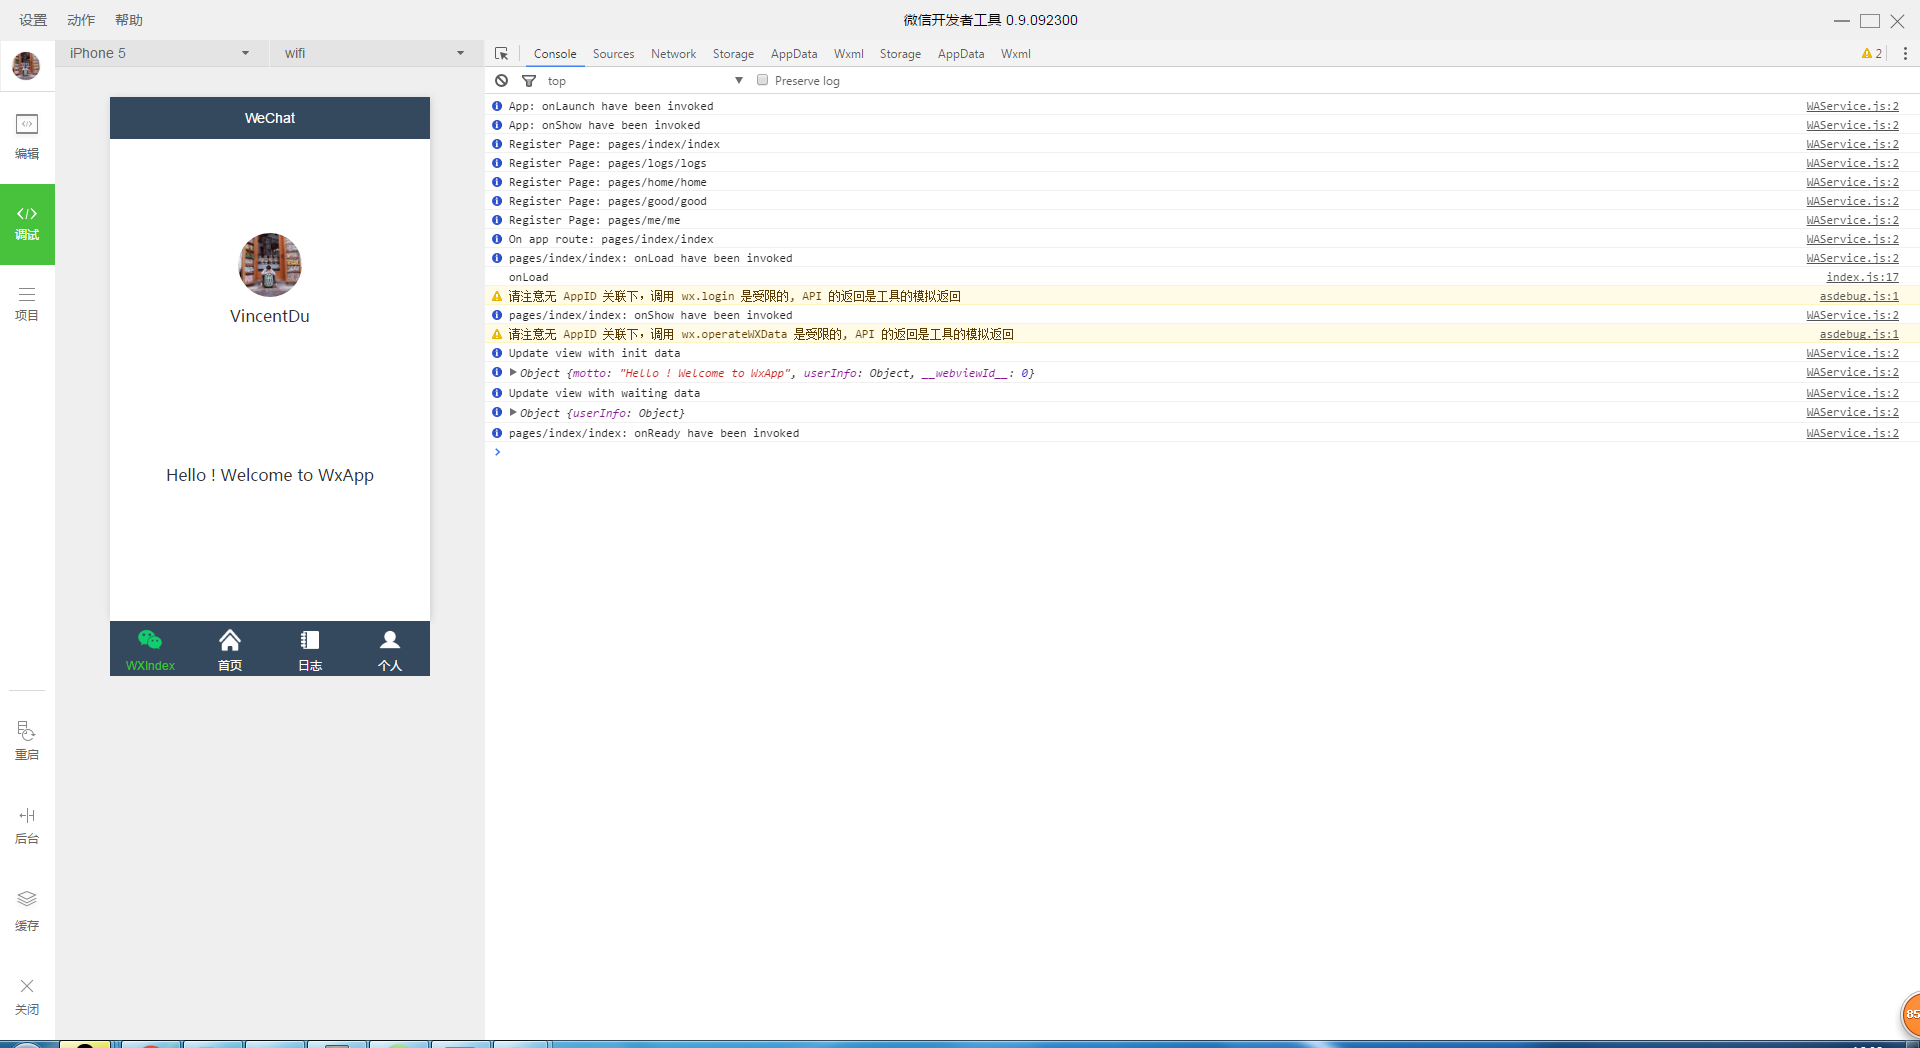 设置 动作 帮助 微信开发者工具 0.9.092300
iPhone 5 wifi
编辑
调试
项目
重启
后台
缓存
关闭
WeChat
VincentDu
Hello ! Welcome to WxApp
WXIndex 首页 日志 个人
Console Sources Network Storage AppData Wxml Storage AppData Wxml 2
top Preserve log
App: onLaunch have been invoked WAService.js:2
App: onShow have been invoked WAService.js:2
Register Page: pages/index/index WAService.js:2
Register Page: pages/logs/logs WAService.js:2
Register Page: pages/home/home WAService.js:2
Register Page: pages/good/good WAService.js:2
Register Page: pages/me/me WAService.js:2
On app route: pages/index/index WAService.js:2
pages/index/index: onLoad have been invoked WAService.js:2
onLoad index.js:17
请注意无 AppID 关联下，调用 wx.login 是受限的, API 的返回是工具的模拟返回 asdebug.js:1
pages/index/index: onShow have been invoked WAService.js:2
请注意无 AppID 关联下，调用 wx.operateWXData 是受限的, API 的返回是工具的模拟返回 asdebug.js:1
Update view with init data WAService.js:2
Object {motto: "Hello ! Welcome to WxApp", userInfo: Object, __webviewId__: 0} WAService.js:2
Update view with waiting data WAService.js:2
Object {userInfo: Object} WAService.js:2
pages/index/index: onReady have been invoked WAService.js:2
85